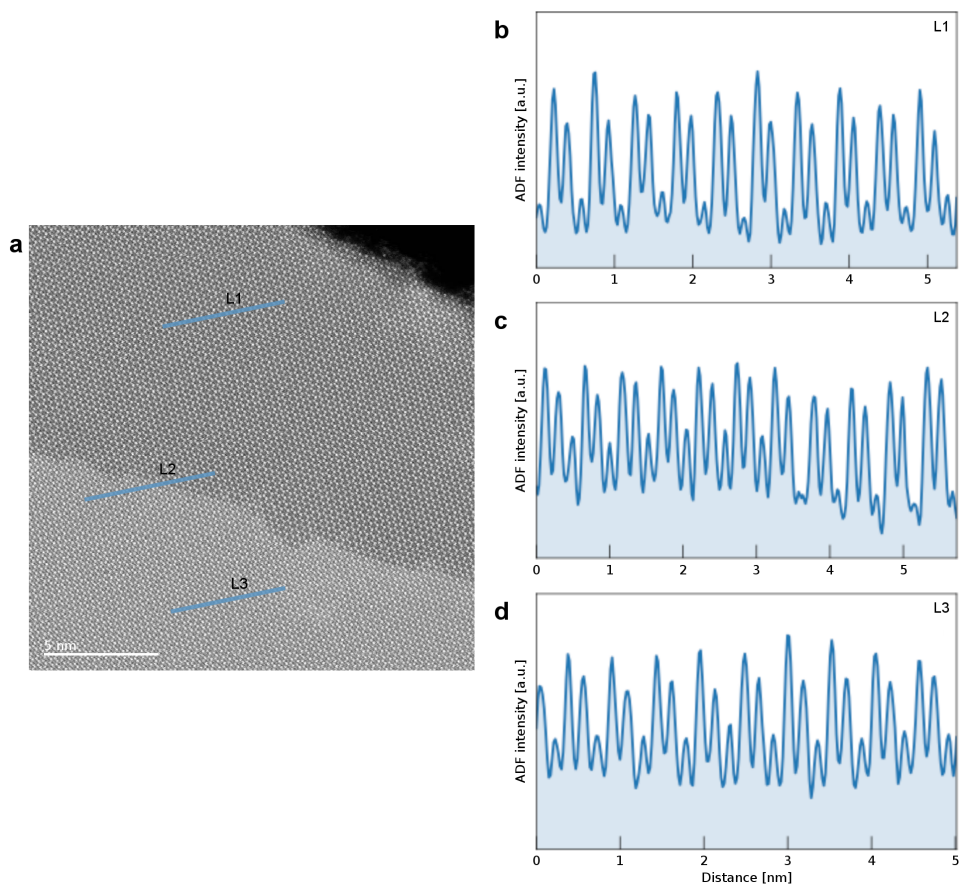 a
L1
L2
L3
5 nm
b
L1
ADF intensity [a.u.]
0 1 2 3 4 5
c
L2
ADF intensity [a.u.]
0 1 2 3 4 5
d
L3
ADF intensity [a.u.]
0 1 2 3 4 5
Distance [nm]